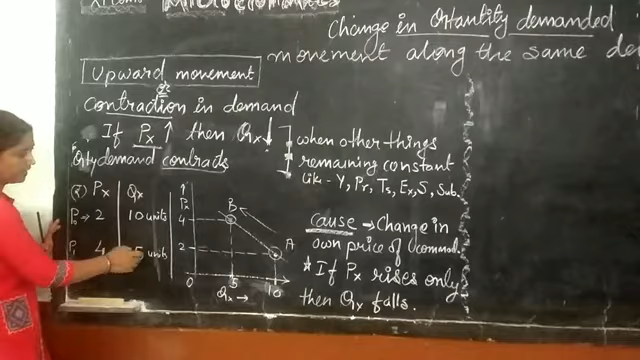 Microeconomics
Change in Quantity demanded
movement along the same de
Upward movement
or
Contraction in demand
If Px ↑ then Qx ↓
Qty demand contracts
when other things
remaining constant
like - Y, Pr, Ts, Ex, S, Sub.
(₹) Px Qx
P₀ → 2 10 units
P₁ 4 5 units
↑
Px
4
2
0
5
10
Qx →
B
A
Cause → Change in
own price of commod.
* If Px rises only
then Qx falls.